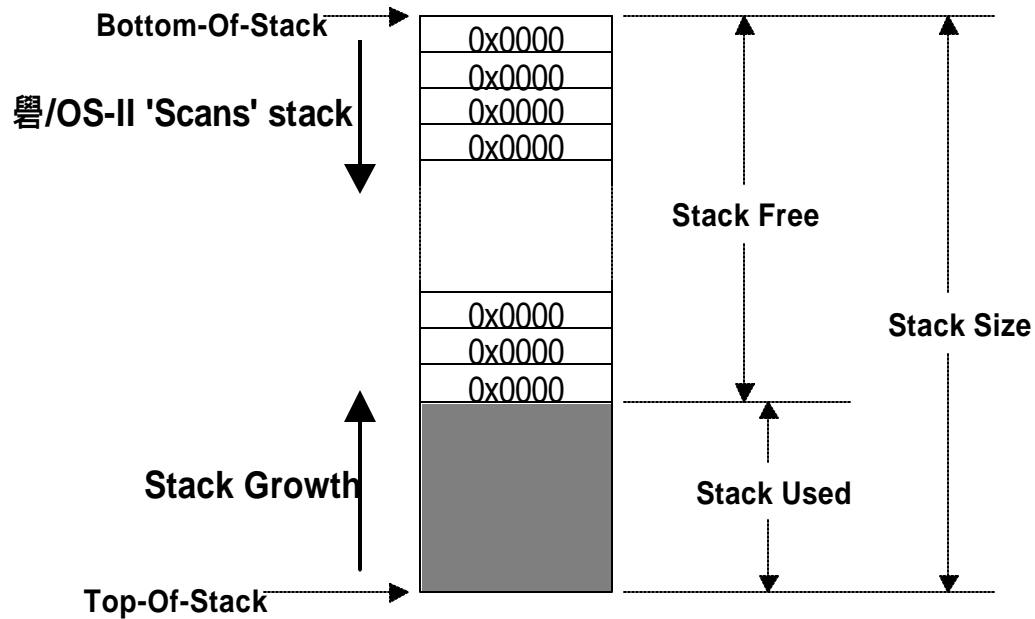 Bottom-Of-Stack
0x0000
0x0000
礐/OS-II 'Scans' stack
0x0000
0x0000
Stack Free
0x0000
Stack Size
0x0000
0x0000
Stack Growth
Stack Used
Top-Of-Stack